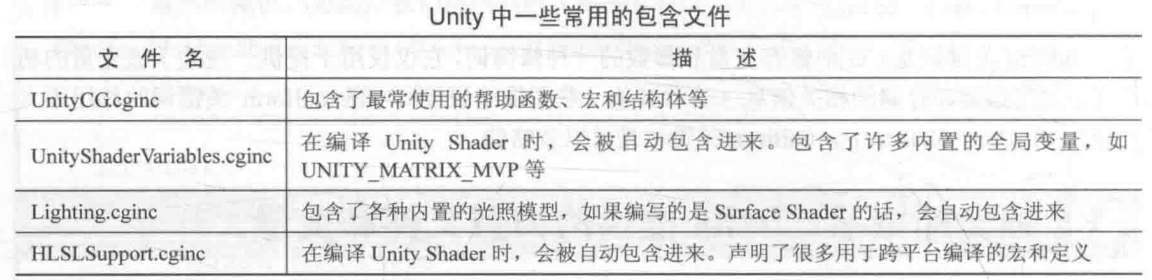 Unity 中一些常用的包含文件
文 件 名 描 述
UnityCG.cginc 包含了最常使用的帮助函数、宏和结构体等
UnityShaderVariables.cginc 在编译 Unity Shader 时，会被自动包含进来。包含了许多内置的全局变量，如
UNITY_MATRIX_MVP 等
Lighting.cginc 包含了各种内置的光照模型，如果编写的是 Surface Shader 的话，会自动包含进来
HLSLSupport.cginc 在编译 Unity Shader 时，会被自动包含进来。声明了很多用于跨平台编译的宏和定义